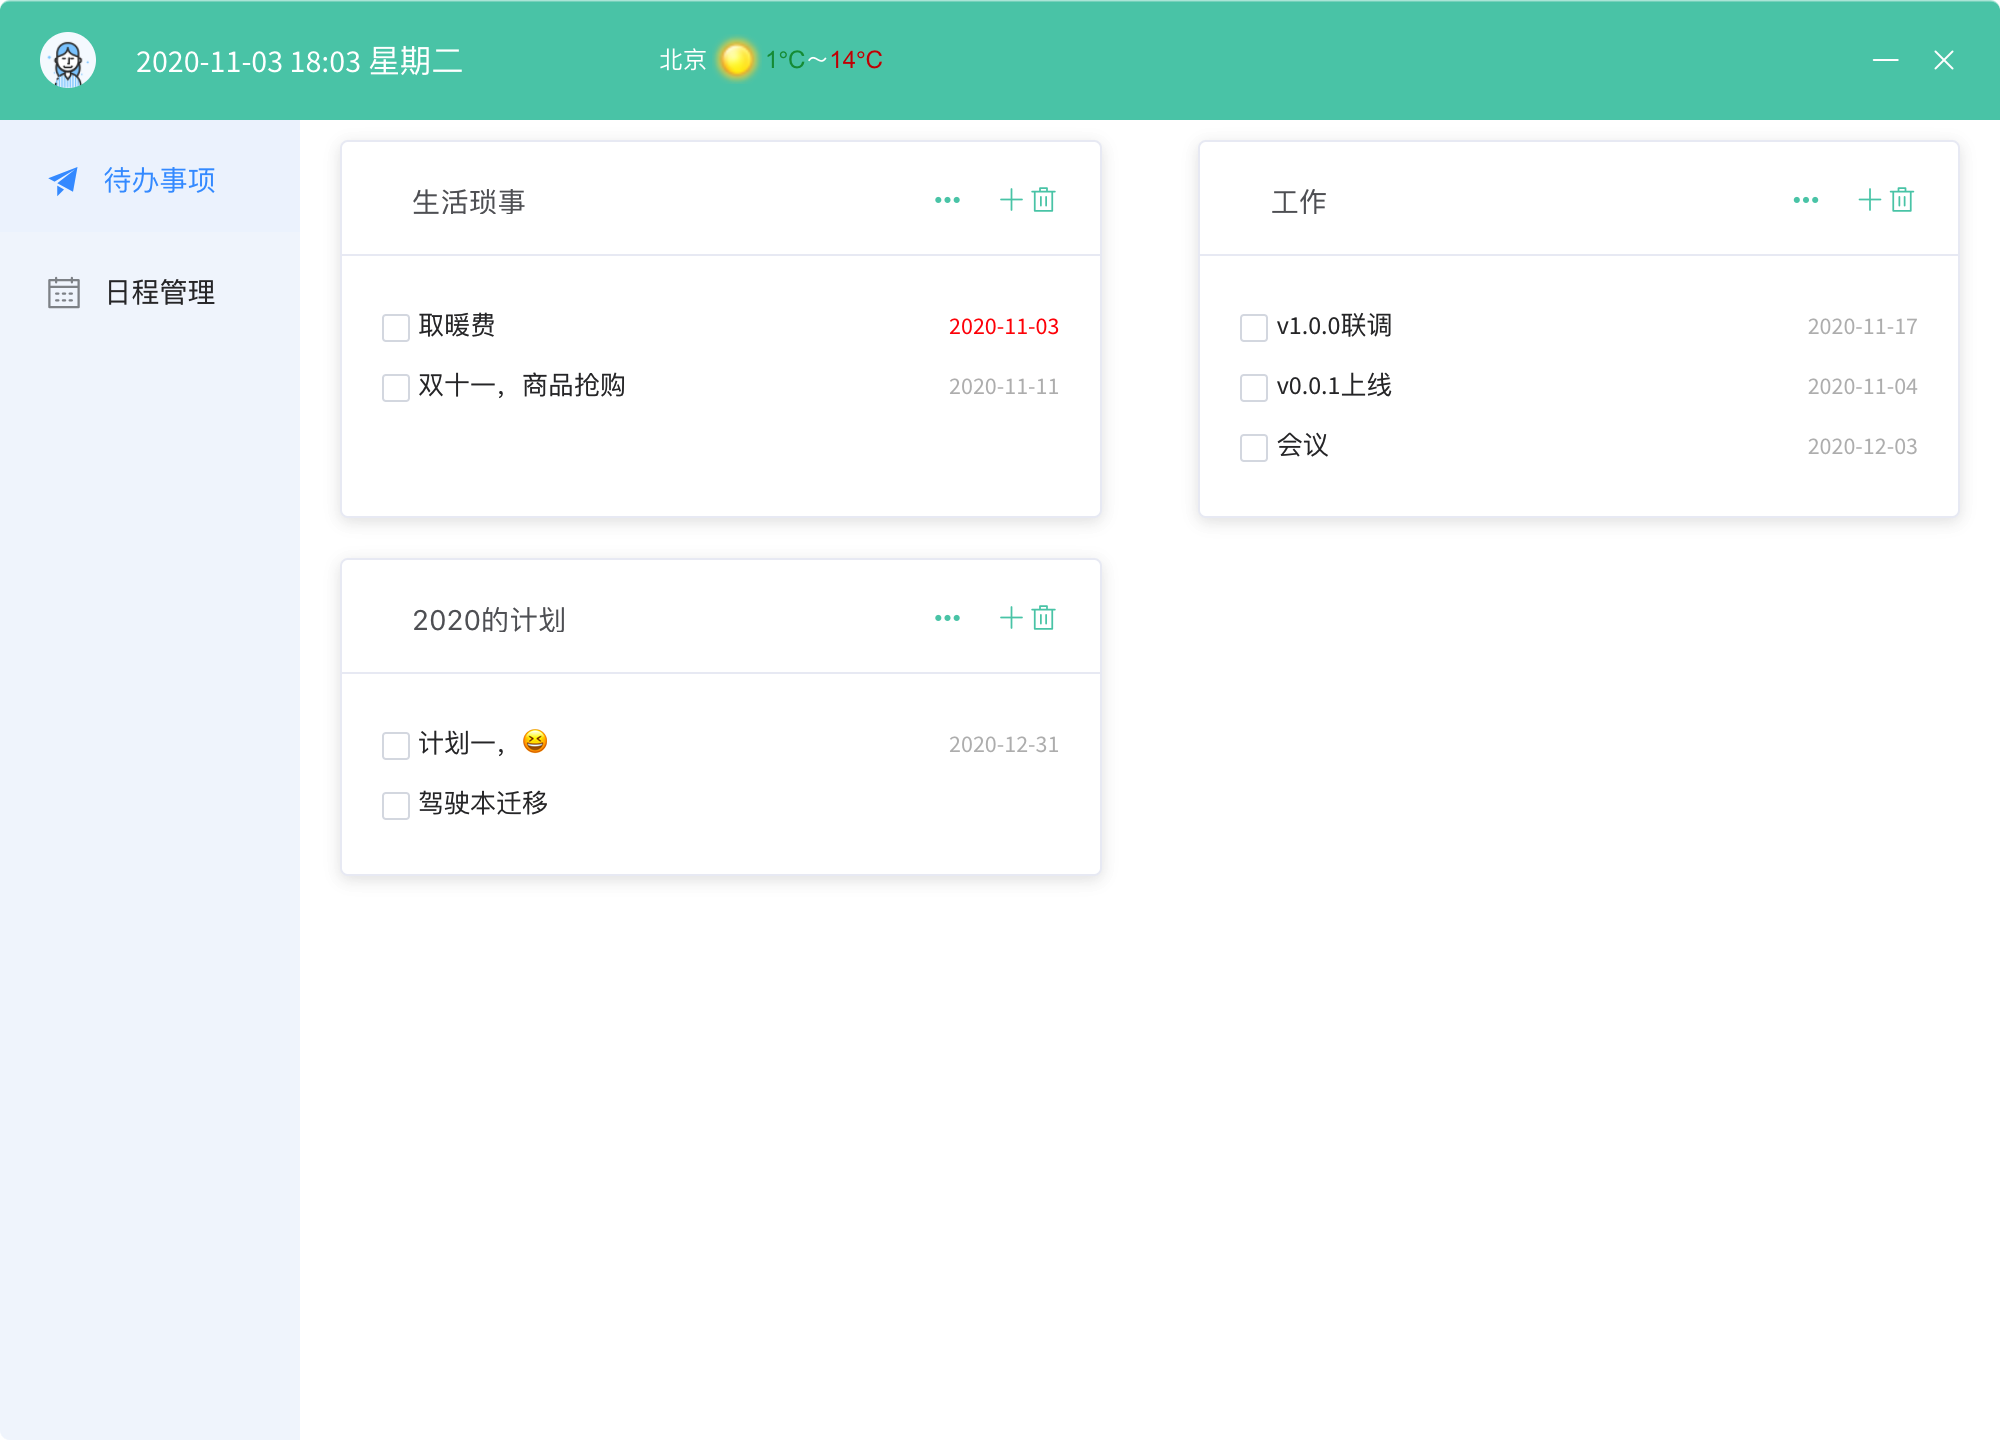 2020-11-03 18:03 星期二
北京 1°C~14°C
待办事项
日程管理
生活琐事
取暖费 2020-11-03
双十一，商品抢购 2020-11-11
工作
v1.0.0联调 2020-11-17
v0.0.1上线 2020-11-04
会议 2020-12-03
2020的计划
计划一，😆 2020-12-31
驾驶本迁移